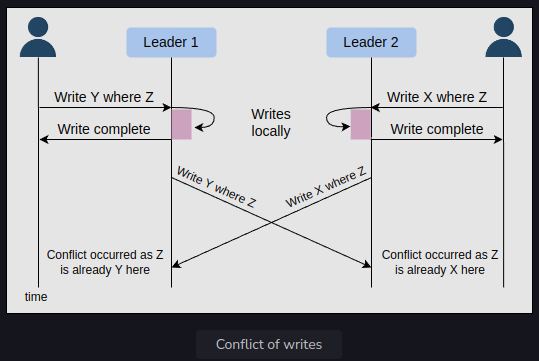 Leader 1
Leader 2
Write Y where Z
Write X where Z
Writes
locally
Write complete
Write complete
Write Y where Z
Write X where Z
Conflict occurred as Z
is already Y here
Conflict occurred as Z
is already X here
time
Conflict of writes